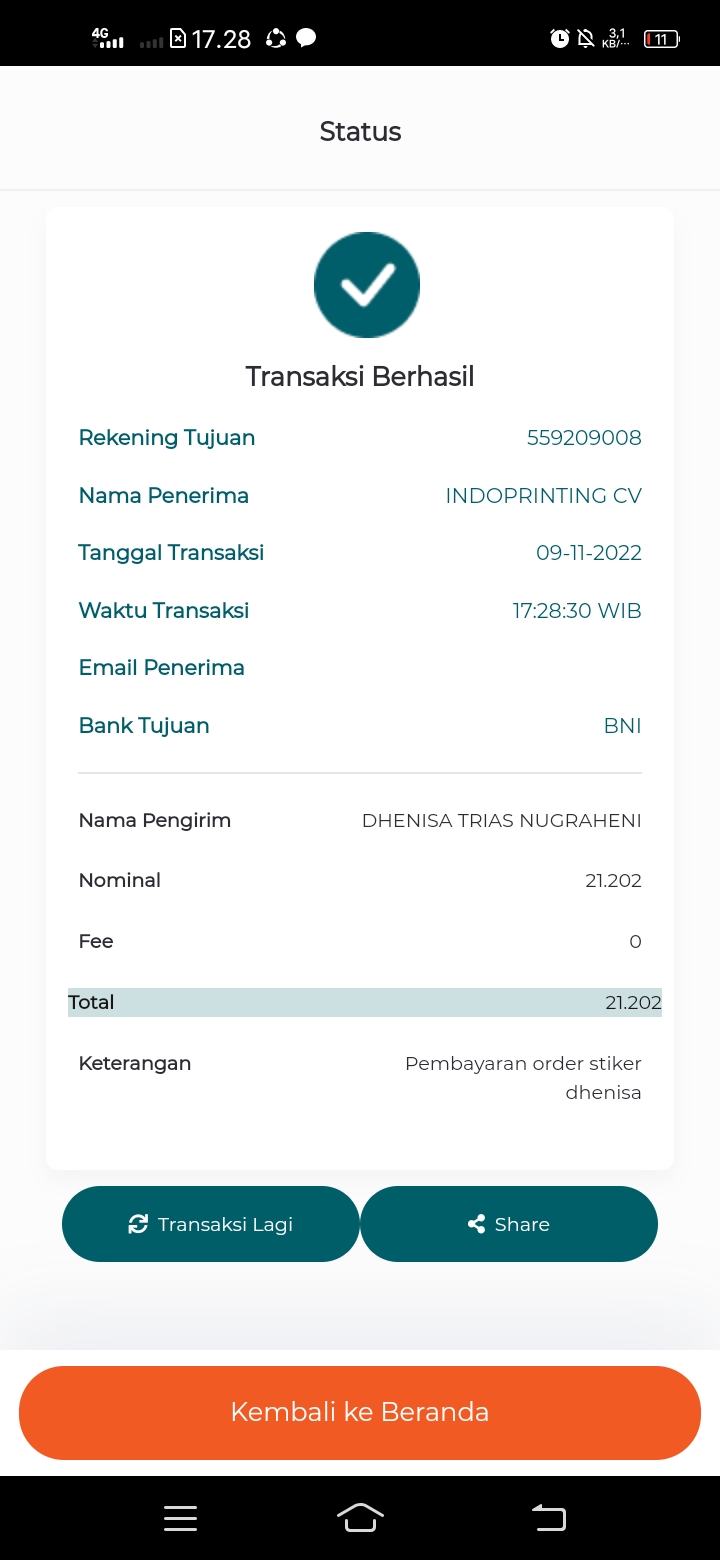 4G 17.28 3,1 KB/... 11
Status
Transaksi Berhasil
Rekening Tujuan 559209008
Nama Penerima INDOPRINTING CV
Tanggal Transaksi 09-11-2022
Waktu Transaksi 17:28:30 WIB
Email Penerima
Bank Tujuan BNI
Nama Pengirim DHENISA TRIAS NUGRAHENI
Nominal 21.202
Fee 0
Total 21.202
Keterangan Pembayaran order stiker
dhenisa
Transaksi Lagi Share
Kembali ke Beranda